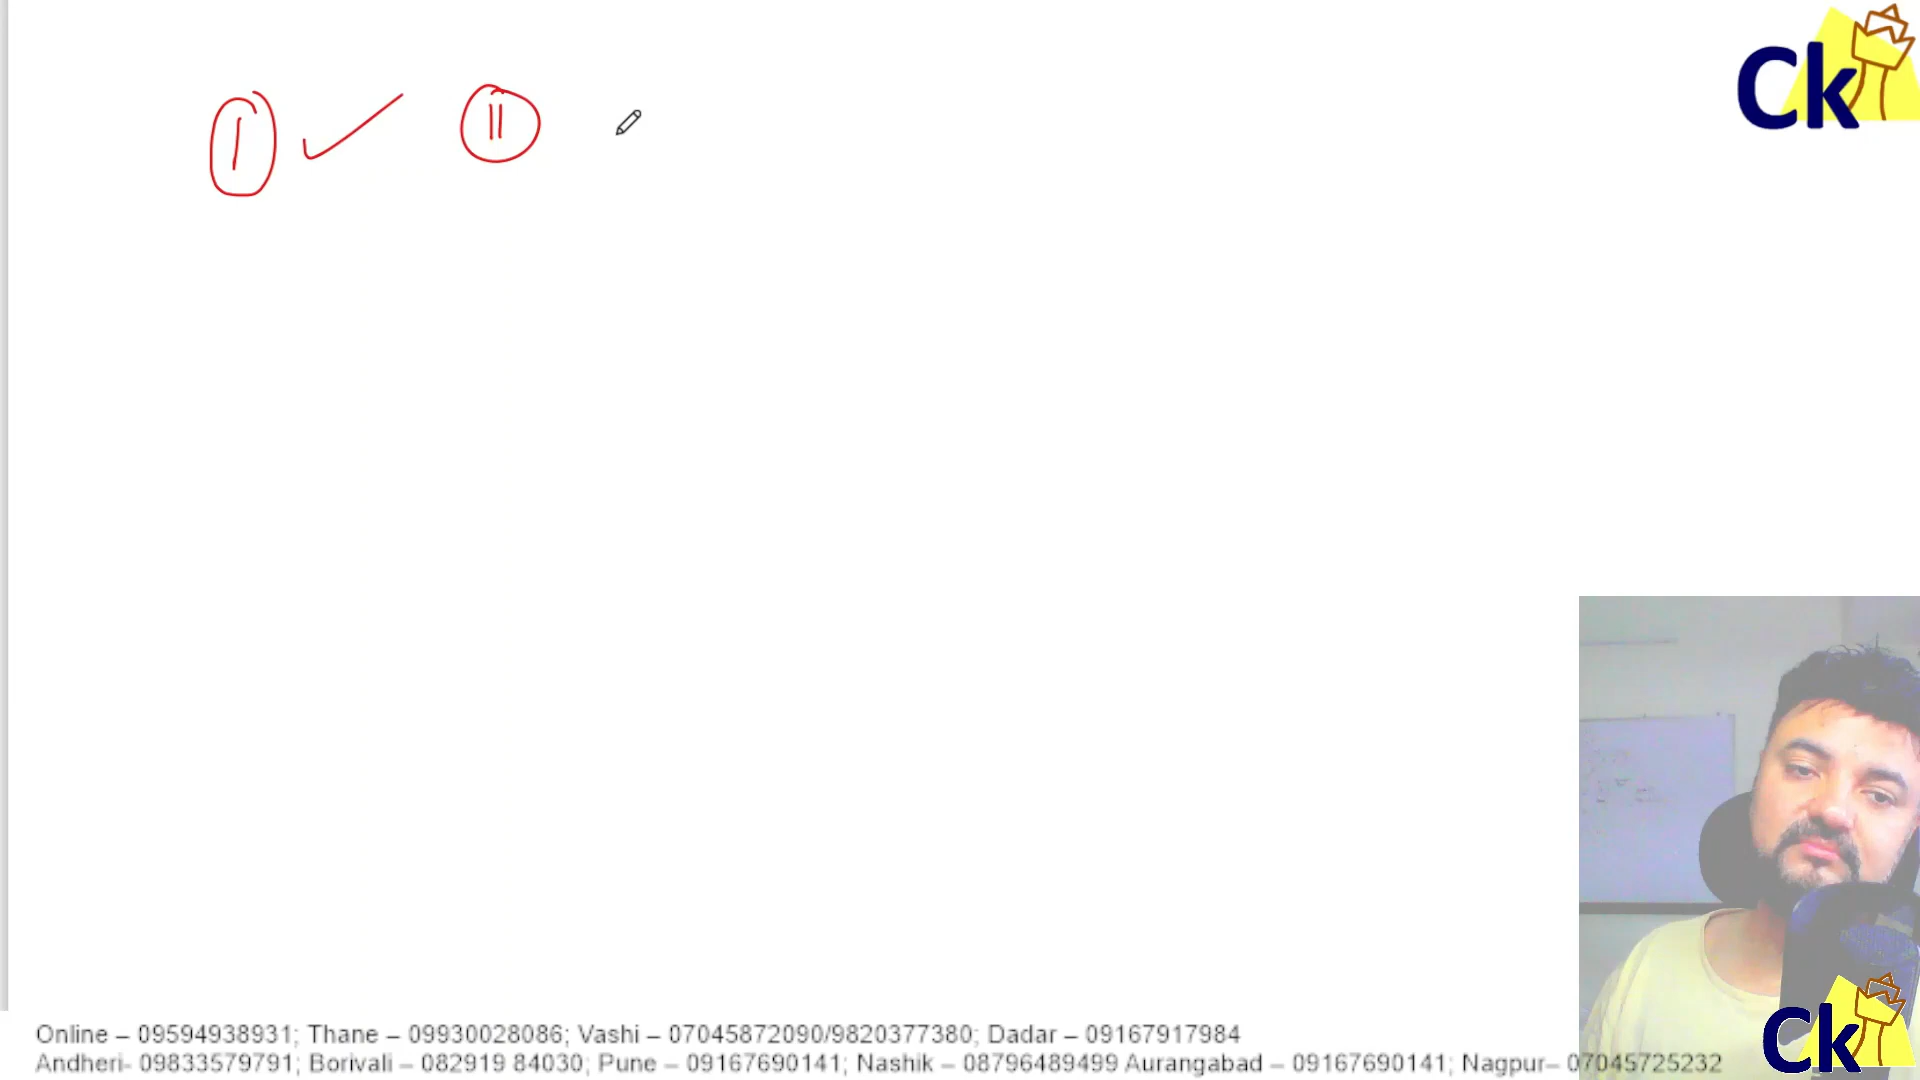 Ck
I II
Online – 09594938931; Thane – 09930028086; Vashi – 07045872090/9820377380; Dadar – 09167917984
Andheri- 09833579791; Borivali – 082919 84030; Pune – 09167690141; Nashik – 08796489499 Aurangabad – 09167690141; Nagpur– 07045725232
Ck